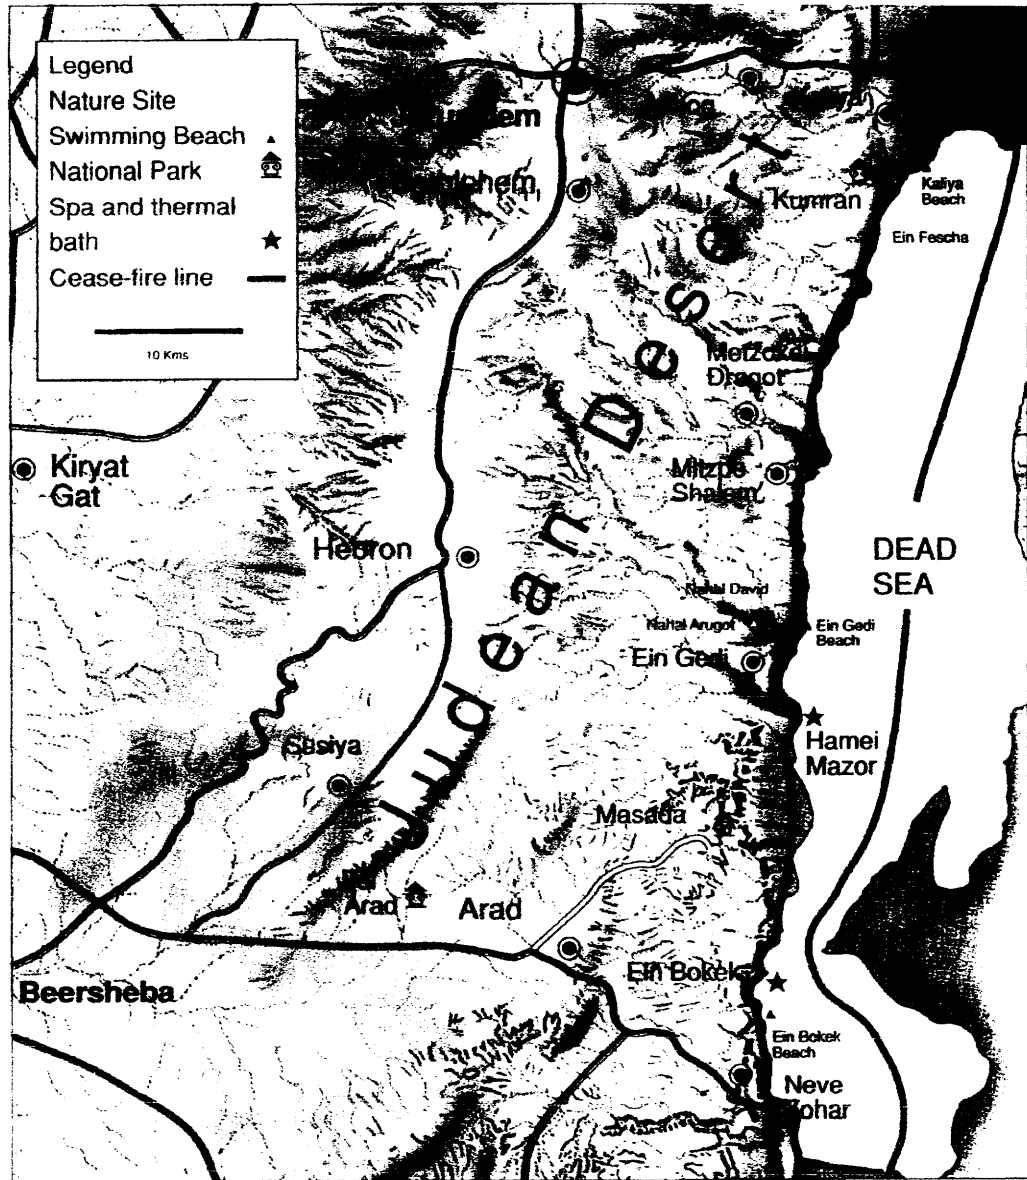 Legend
Nature Site
Swimming Beach
National Park
Spa and thermal
bath
Cease-fire line
10 Kms
Kumran
Kaliya
Beach
Ein Fescha
Judean Desert
Dragot
Kiryat
Gat
Mitzpe
Shalem
Hebron
DEAD
SEA
Nahal David
Nahal Arugot
Ein Gedi
Beach
Ein Gedi
Hamei
Mazor
Susiya
Masada
Arad
Arad
Ein Bokek
Beersheba
Ein Bokek
Beach
Neve
Zohar